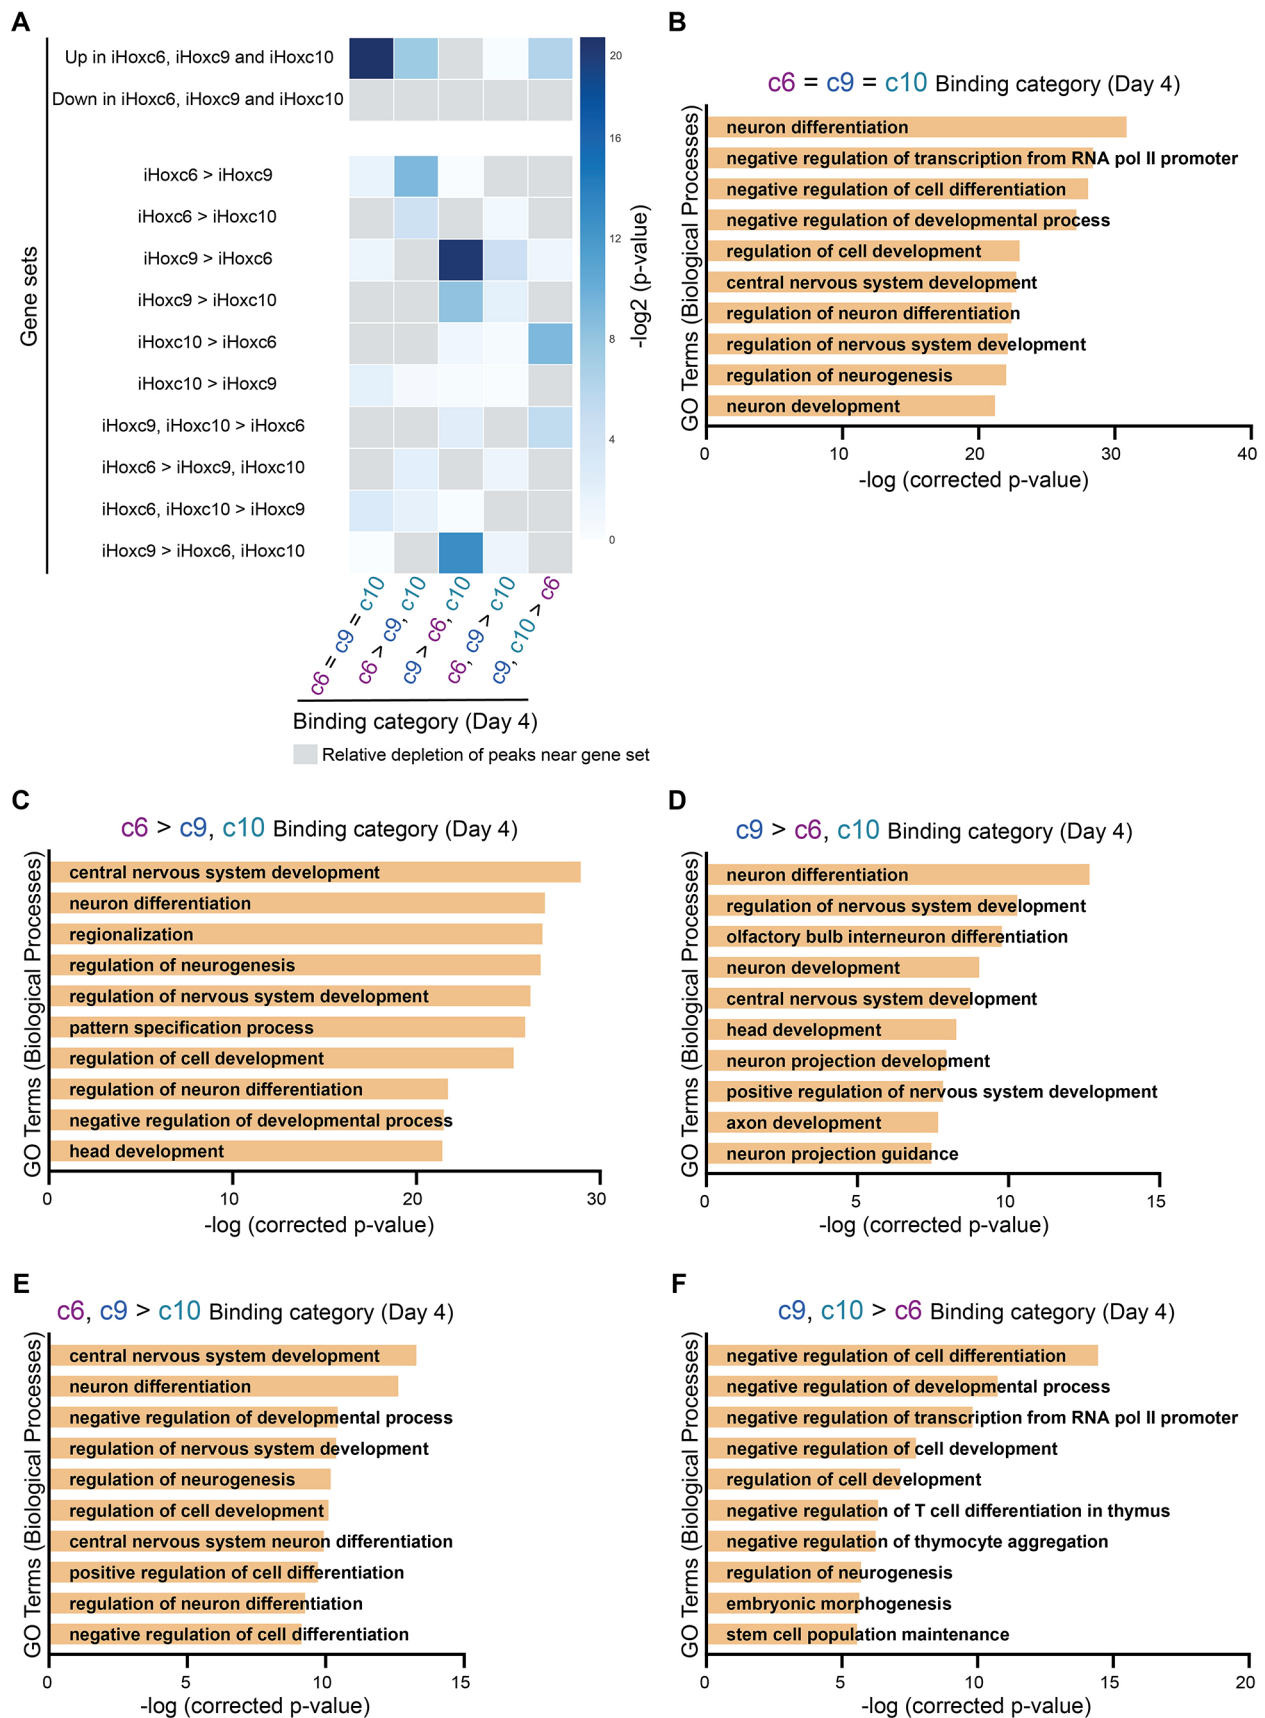 A
Up in iHoxc6, iHoxc9 and iHoxc10
Down in iHoxc6, iHoxc9 and iHoxc10
iHoxc6 > iHoxc9
iHoxc6 > iHoxc10
iHoxc9 > iHoxc6
iHoxc9 > iHoxc10
iHoxc10 > iHoxc6
iHoxc10 > iHoxc9
iHoxc9, iHoxc10 > iHoxc6
iHoxc6 > iHoxc9, iHoxc10
iHoxc6, iHoxc10 > iHoxc9
iHoxc9 > iHoxc6, iHoxc10
Gene sets
20
16
12
8
4
0
-log2 (p-value)
c6 = c9 = c10
c6 > c9, c10
c9 > c6, c10
c6, c9 > c10
c9, c10 > c6
Binding category (Day 4)
Relative depletion of peaks near gene set
B
c6 = c9 = c10 Binding category (Day 4)
GO Terms (Biological Processes)
neuron differentiation
negative regulation of transcription from RNA pol II promoter
negative regulation of cell differentiation
negative regulation of developmental process
regulation of cell development
central nervous system development
regulation of neuron differentiation
regulation of nervous system development
regulation of neurogenesis
neuron development
0 10 20 30 40
-log (corrected p-value)
C
c6 > c9, c10 Binding category (Day 4)
GO Terms (Biological Processes)
central nervous system development
neuron differentiation
regionalization
regulation of neurogenesis
regulation of nervous system development
pattern specification process
regulation of cell development
regulation of neuron differentiation
negative regulation of developmental process
head development
0 10 20 30
-log (corrected p-value)
D
c9 > c6, c10 Binding category (Day 4)
GO Terms (Biological Processes)
neuron differentiation
regulation of nervous system development
olfactory bulb interneuron differentiation
neuron development
central nervous system development
head development
neuron projection development
positive regulation of nervous system development
axon development
neuron projection guidance
0 5 10 15
-log (corrected p-value)
E
c6, c9 > c10 Binding category (Day 4)
GO Terms (Biological Processes)
central nervous system development
neuron differentiation
negative regulation of developmental process
regulation of nervous system development
regulation of neurogenesis
regulation of cell development
central nervous system neuron differentiation
positive regulation of cell differentiation
regulation of neuron differentiation
negative regulation of cell differentiation
0 5 10 15
-log (corrected p-value)
F
c9, c10 > c6 Binding category (Day 4)
GO Terms (Biological Processes)
negative regulation of cell differentiation
negative regulation of developmental process
negative regulation of transcription from RNA pol II promoter
negative regulation of cell development
regulation of cell development
negative regulation of T cell differentiation in thymus
negative regulation of thymocyte aggregation
regulation of neurogenesis
embryonic morphogenesis
stem cell population maintenance
0 5 10 15 20
-log (corrected p-value)